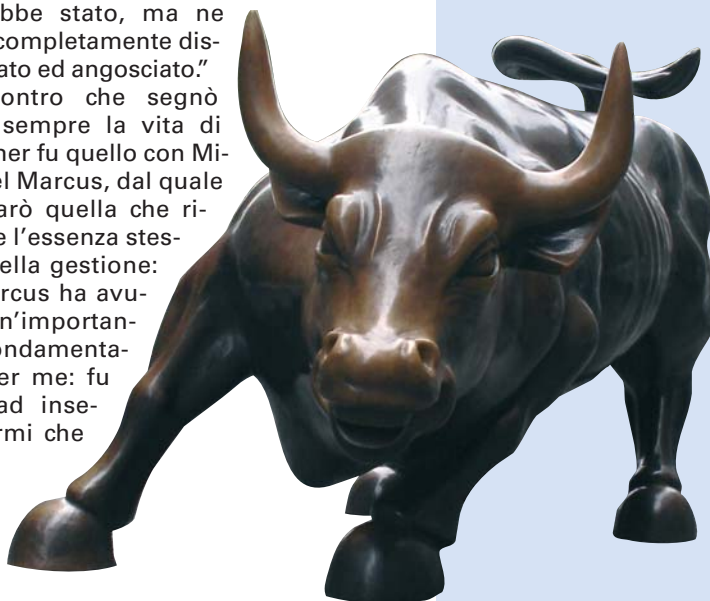 bbe stato, ma ne
completamente dis-
ato ed angosciato."
ontro che segnò
sempre la vita di
ner fu quello con Mi-
el Marcus, dal quale
arò quella che ri-
e l'essenza stes-
ella gestione:
rcus ha avu-
n'importan-
ondamenta-
er me: fu
ad inse-
rmi che